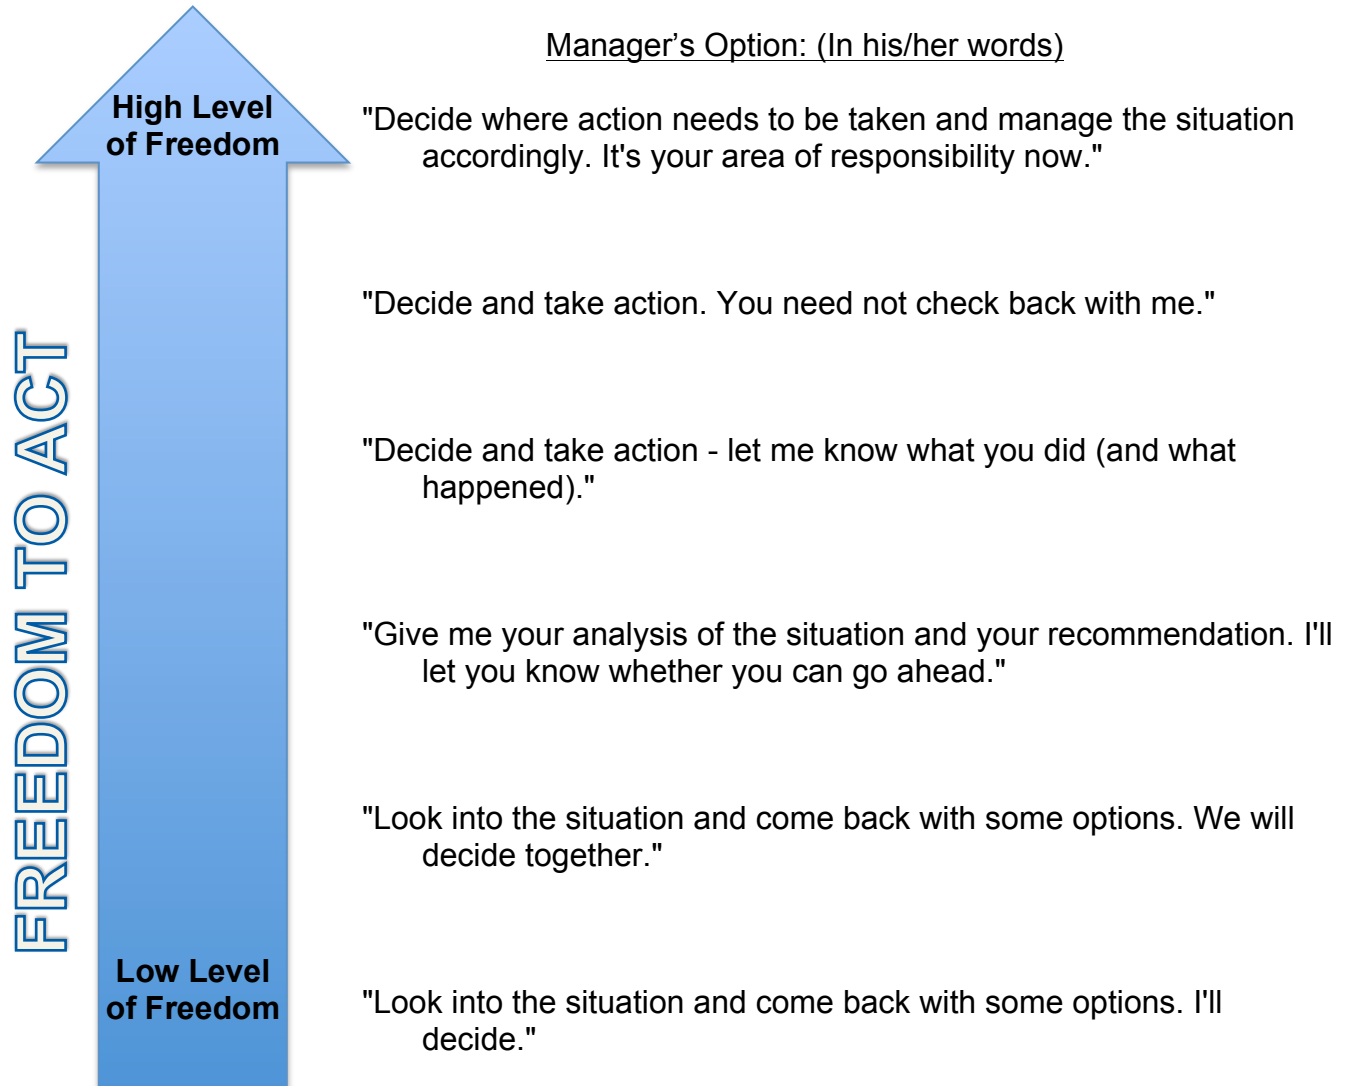 Manager’s Option: (In his/her words)
High Level
of Freedom
"Decide where action needs to be taken and manage the situation
accordingly. It's your area of responsibility now."
"Decide and take action. You need not check back with me."
FREEDOM TO ACT
"Decide and take action - let me know what you did (and what
happened)."
"Give me your analysis of the situation and your recommendation. I'll
let you know whether you can go ahead."
"Look into the situation and come back with some options. We will
decide together."
Low Level
of Freedom
"Look into the situation and come back with some options. I'll
decide."